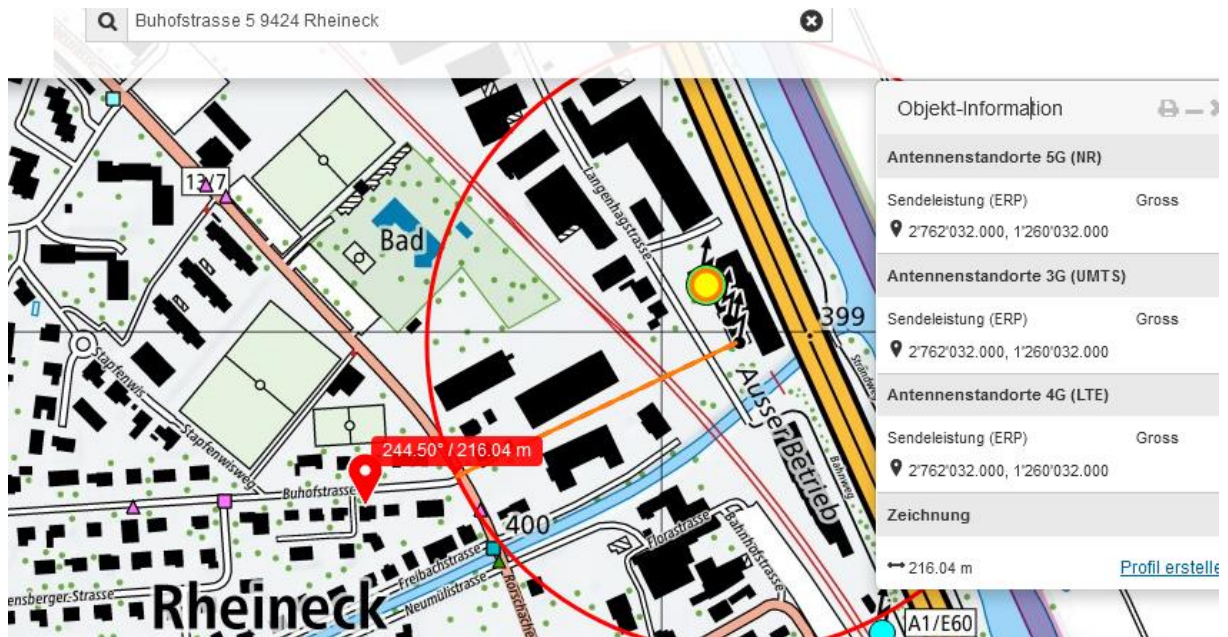 Buhofstrasse 5 9424 Rheineck
Objekt-Information
Antennenstandorte 5G (NR)
Sendeleistung (ERP) Gross
2'762'032.000, 1'260'032.000
Antennenstandorte 3G (UMTS)
Sendeleistung (ERP) Gross
2'762'032.000, 1'260'032.000
Antennenstandorte 4G (LTE)
Sendeleistung (ERP) Gross
2'762'032.000, 1'260'032.000
Zeichnung
216.04 m Profil erstelle
13/7
Bad
Langenhagstrasse
399
Strändweg
Stapfenwis
Stapfenwisweg
244.50° / 216.04 m
Buhofstrasse
Ausser Betrieb
Bahnweg
400
Florastrasse
Bahnhofstrasse
Freibachstrasse
Neumülistrasse
Rorschacher
ensberger-Strasse
Rheineck
A1/E60